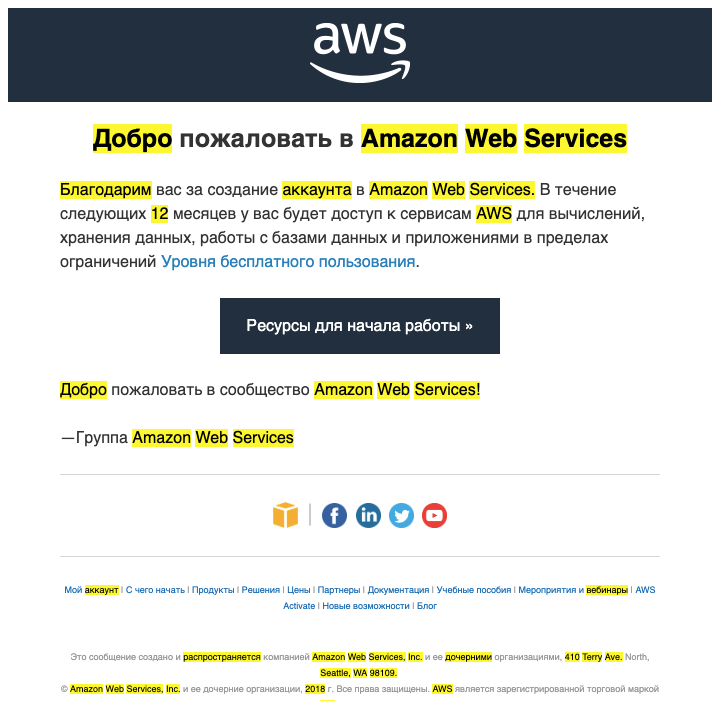 aws
Добро пожаловать в Amazon Web Services
Благодарим вас за создание аккаунта в Amazon Web Services. В течение
следующих 12 месяцев у вас будет доступ к сервисам AWS для вычислений,
хранения данных, работы с базами данных и приложениями в пределах
ограничений Уровня бесплатного пользования.
Ресурсы для начала работы »
Добро пожаловать в сообщество Amazon Web Services!
—Группа Amazon Web Services
Мой аккаунт | С чего начать | Продукты | Решения | Цены | Партнеры | Документация | Учебные пособия | Мероприятия и вебинары | AWS
Activate | Новые возможности | Блог
Это сообщение создано и распространяется компанией Amazon Web Services, Inc. и ее дочерними организациями, 410 Terry Ave. North,
Seattle, WA 98109.
© Amazon Web Services, Inc. и ее дочерние организации, 2018 г. Все права защищены. AWS является зарегистрированной торговой маркой